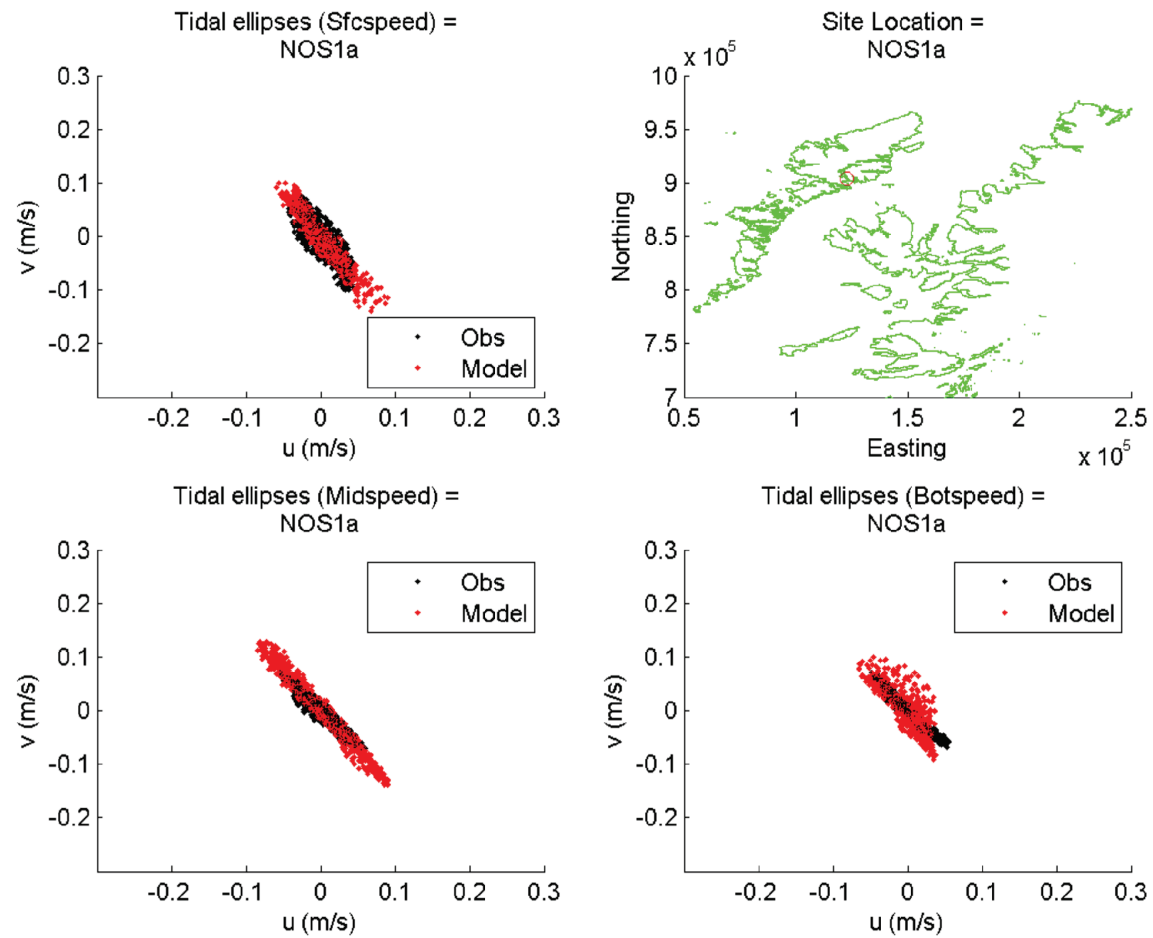 Tidal ellipses (Sfcspeed) =
NOS1a
0.3
0.2
0.1
0
-0.1
-0.2
v (m/s)
Obs
Model
-0.2 -0.1 0 0.1 0.2 0.3
u (m/s)
Site Location =
NOS1a
x 10^5
10
9.5
9
8.5
8
7.5
7
Northing
0.5 1 1.5 2 2.5
Easting
x 10^5
Tidal ellipses (Midspeed) =
NOS1a
0.3
0.2
0.1
0
-0.1
-0.2
v (m/s)
Obs
Model
-0.2 -0.1 0 0.1 0.2 0.3
u (m/s)
Tidal ellipses (Botspeed) =
NOS1a
0.3
0.2
0.1
0
-0.1
-0.2
v (m/s)
Obs
Model
-0.2 -0.1 0 0.1 0.2 0.3
u (m/s)